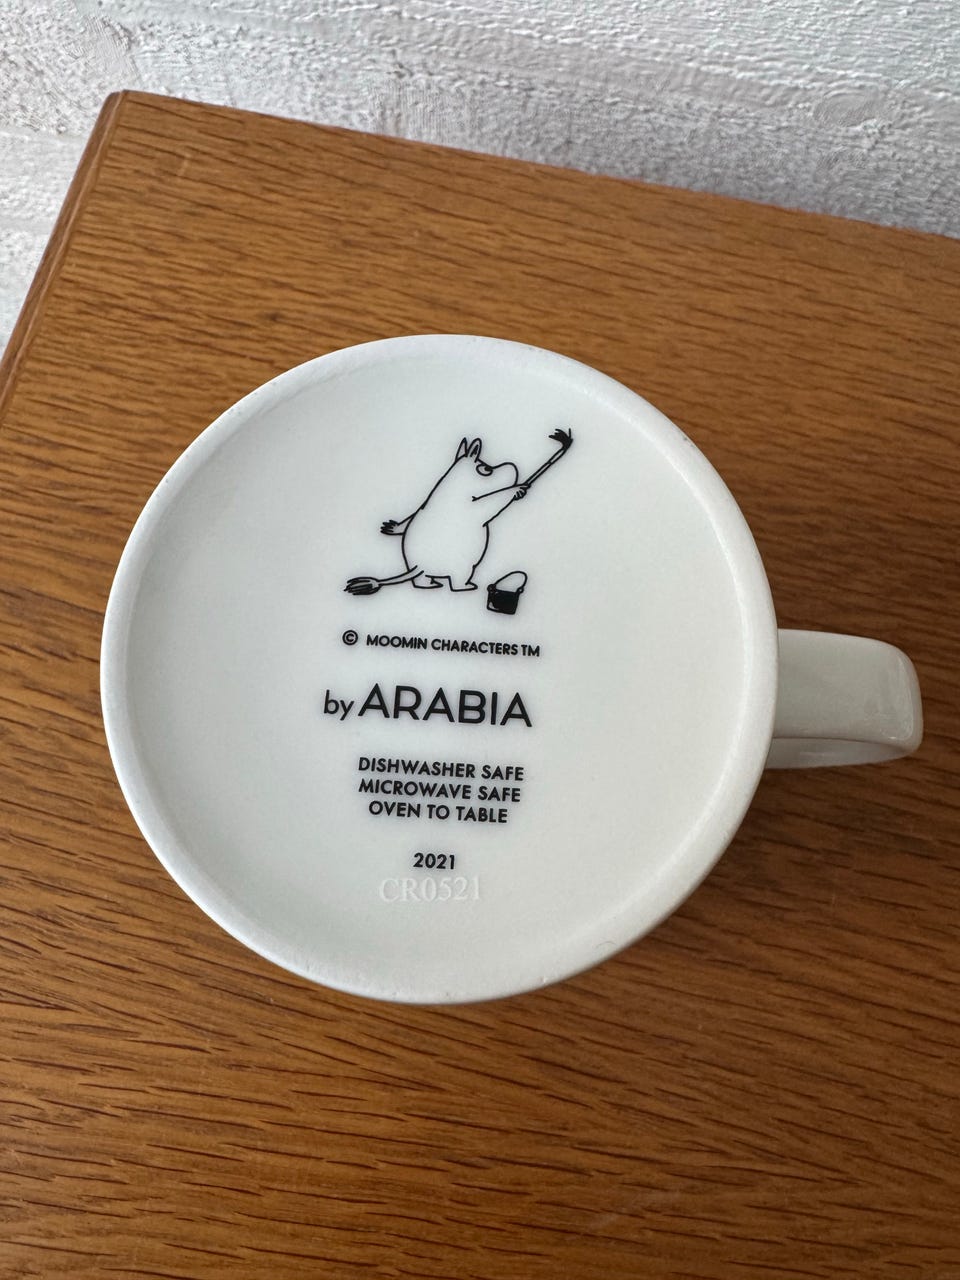 © MOOMIN CHARACTERS TM
by ARABIA
DISHWASHER SAFE
MICROWAVE SAFE
OVEN TO TABLE
2021
CR0521